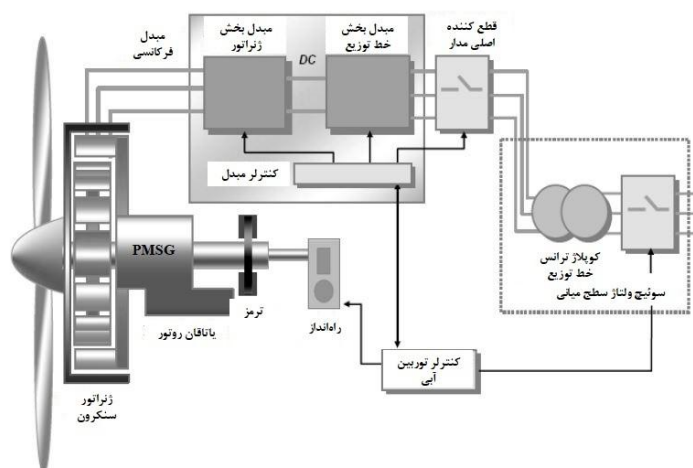 مبدل
فرکانسی
مبدل بخش
ژنراتور
DC
مبدل بخش
خط توزیع
قطع کننده
اصلی مدار
کنترلر مبدل
کوپلاژ ترانس
خط توزیع
سوئیچ ولتاژ سطح میانی
PMSG
یاتاقان روتور
ترمز
راه‌انداز
کنترلر توربین
آبی
ژنراتور
سنکرون